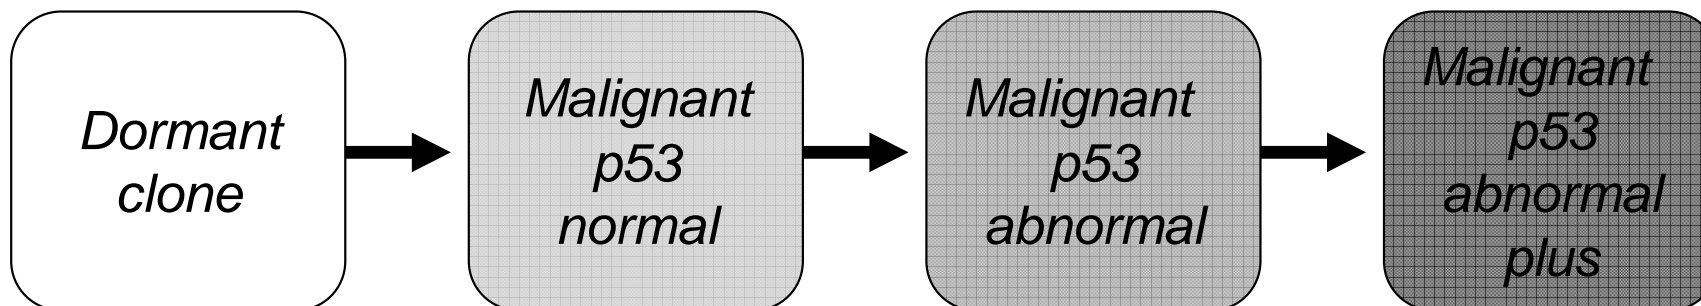 Dormant
clone
Malignant
p53
normal
Malignant
p53
abnormal
Malignant
p53
abnormal
plus